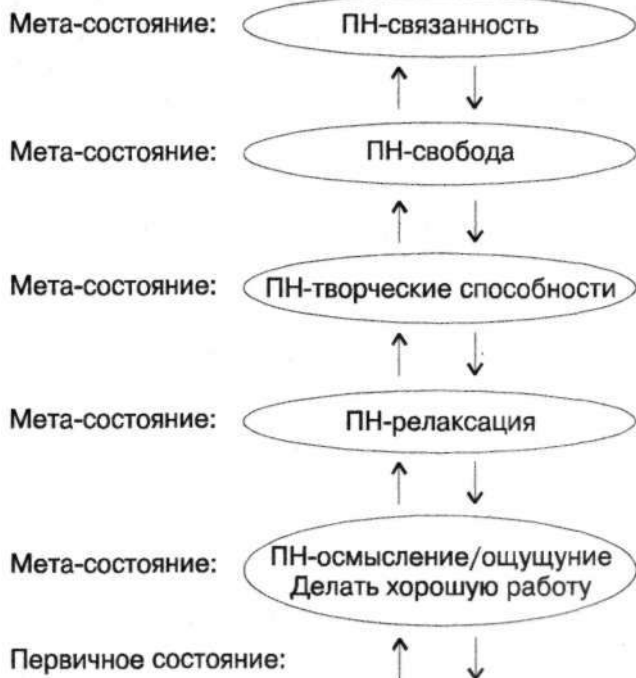 Мета-состояние: ПН-связанность
Мета-состояние: ПН-свобода
Мета-состояние: ПН-творческие способности
Мета-состояние: ПН-релаксация
Мета-состояние: ПН-осмысление/ощущуние
Делать хорошую работу
Первичное состояние: